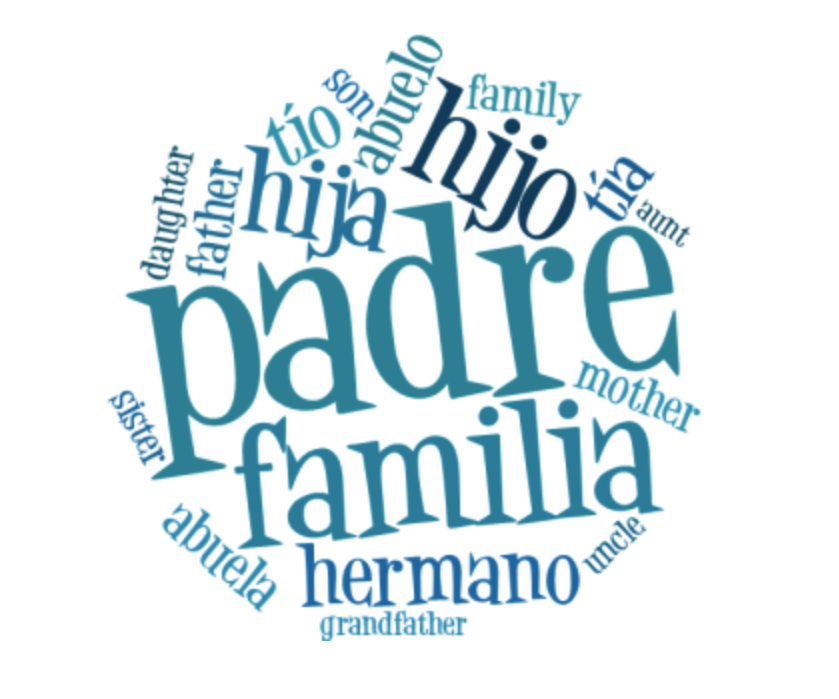 abuelo
son
family
hijo
tío
tía
daughter
father
hija
aunt
padre
mother
sister
familia
abuela
uncle
hermano
grandfather